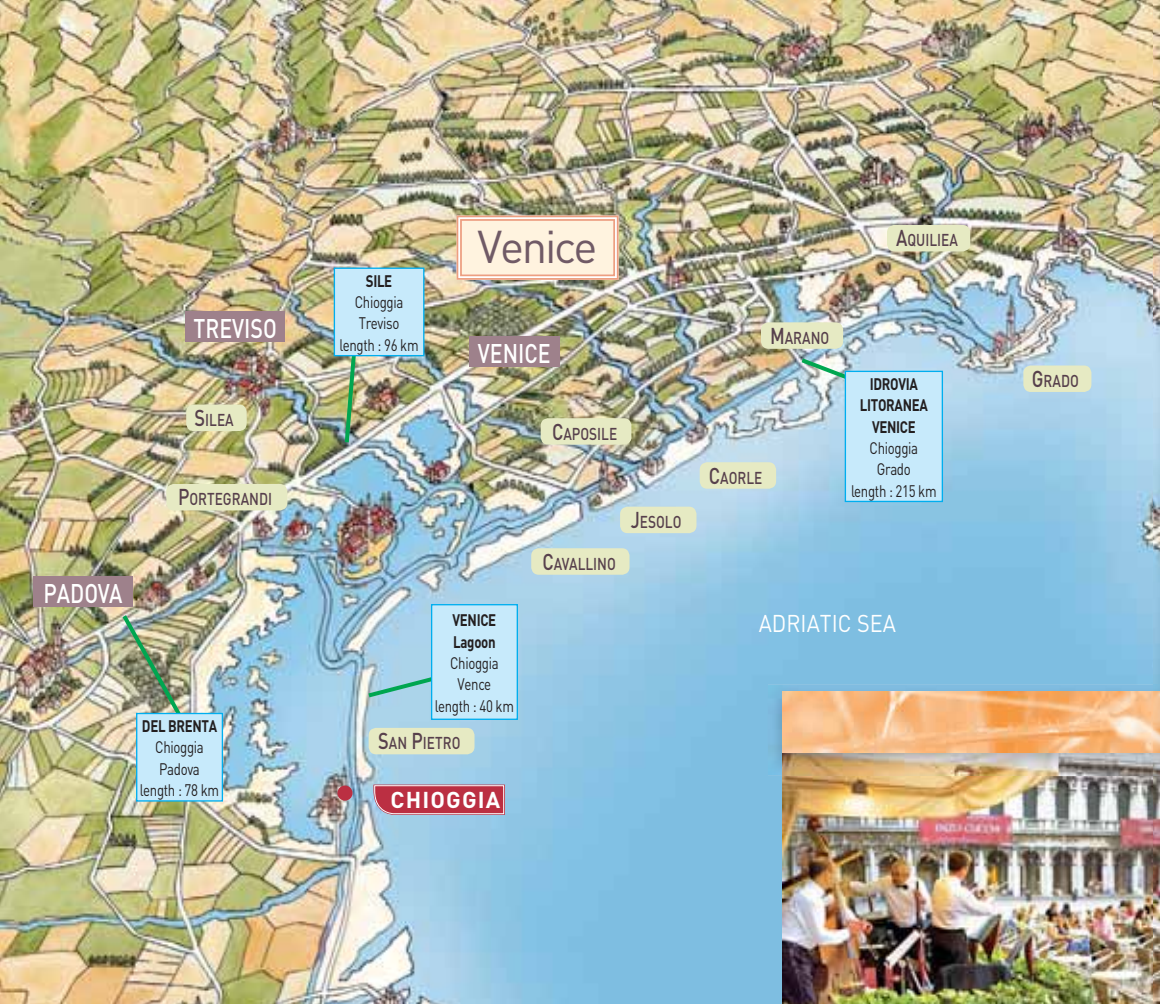 Venice
AQUILIEA
SILE
Chioggia
Treviso
length : 96 km
TREVISO
VENICE
MARANO
GRADO
IDROVIA
LITORANEA
VENICE
Chioggia
Grado
length : 215 km
SILEA
CAPOSILE
CAORLE
PORTEGRANDI
JESOLO
CAVALLINO
PADOVA
VENICE
Lagoon
Chioggia
Vence
length : 40 km
ADRIATIC SEA
DEL BRENTA
Chioggia
Padova
length : 78 km
SAN PIETRO
CHIOGGIA